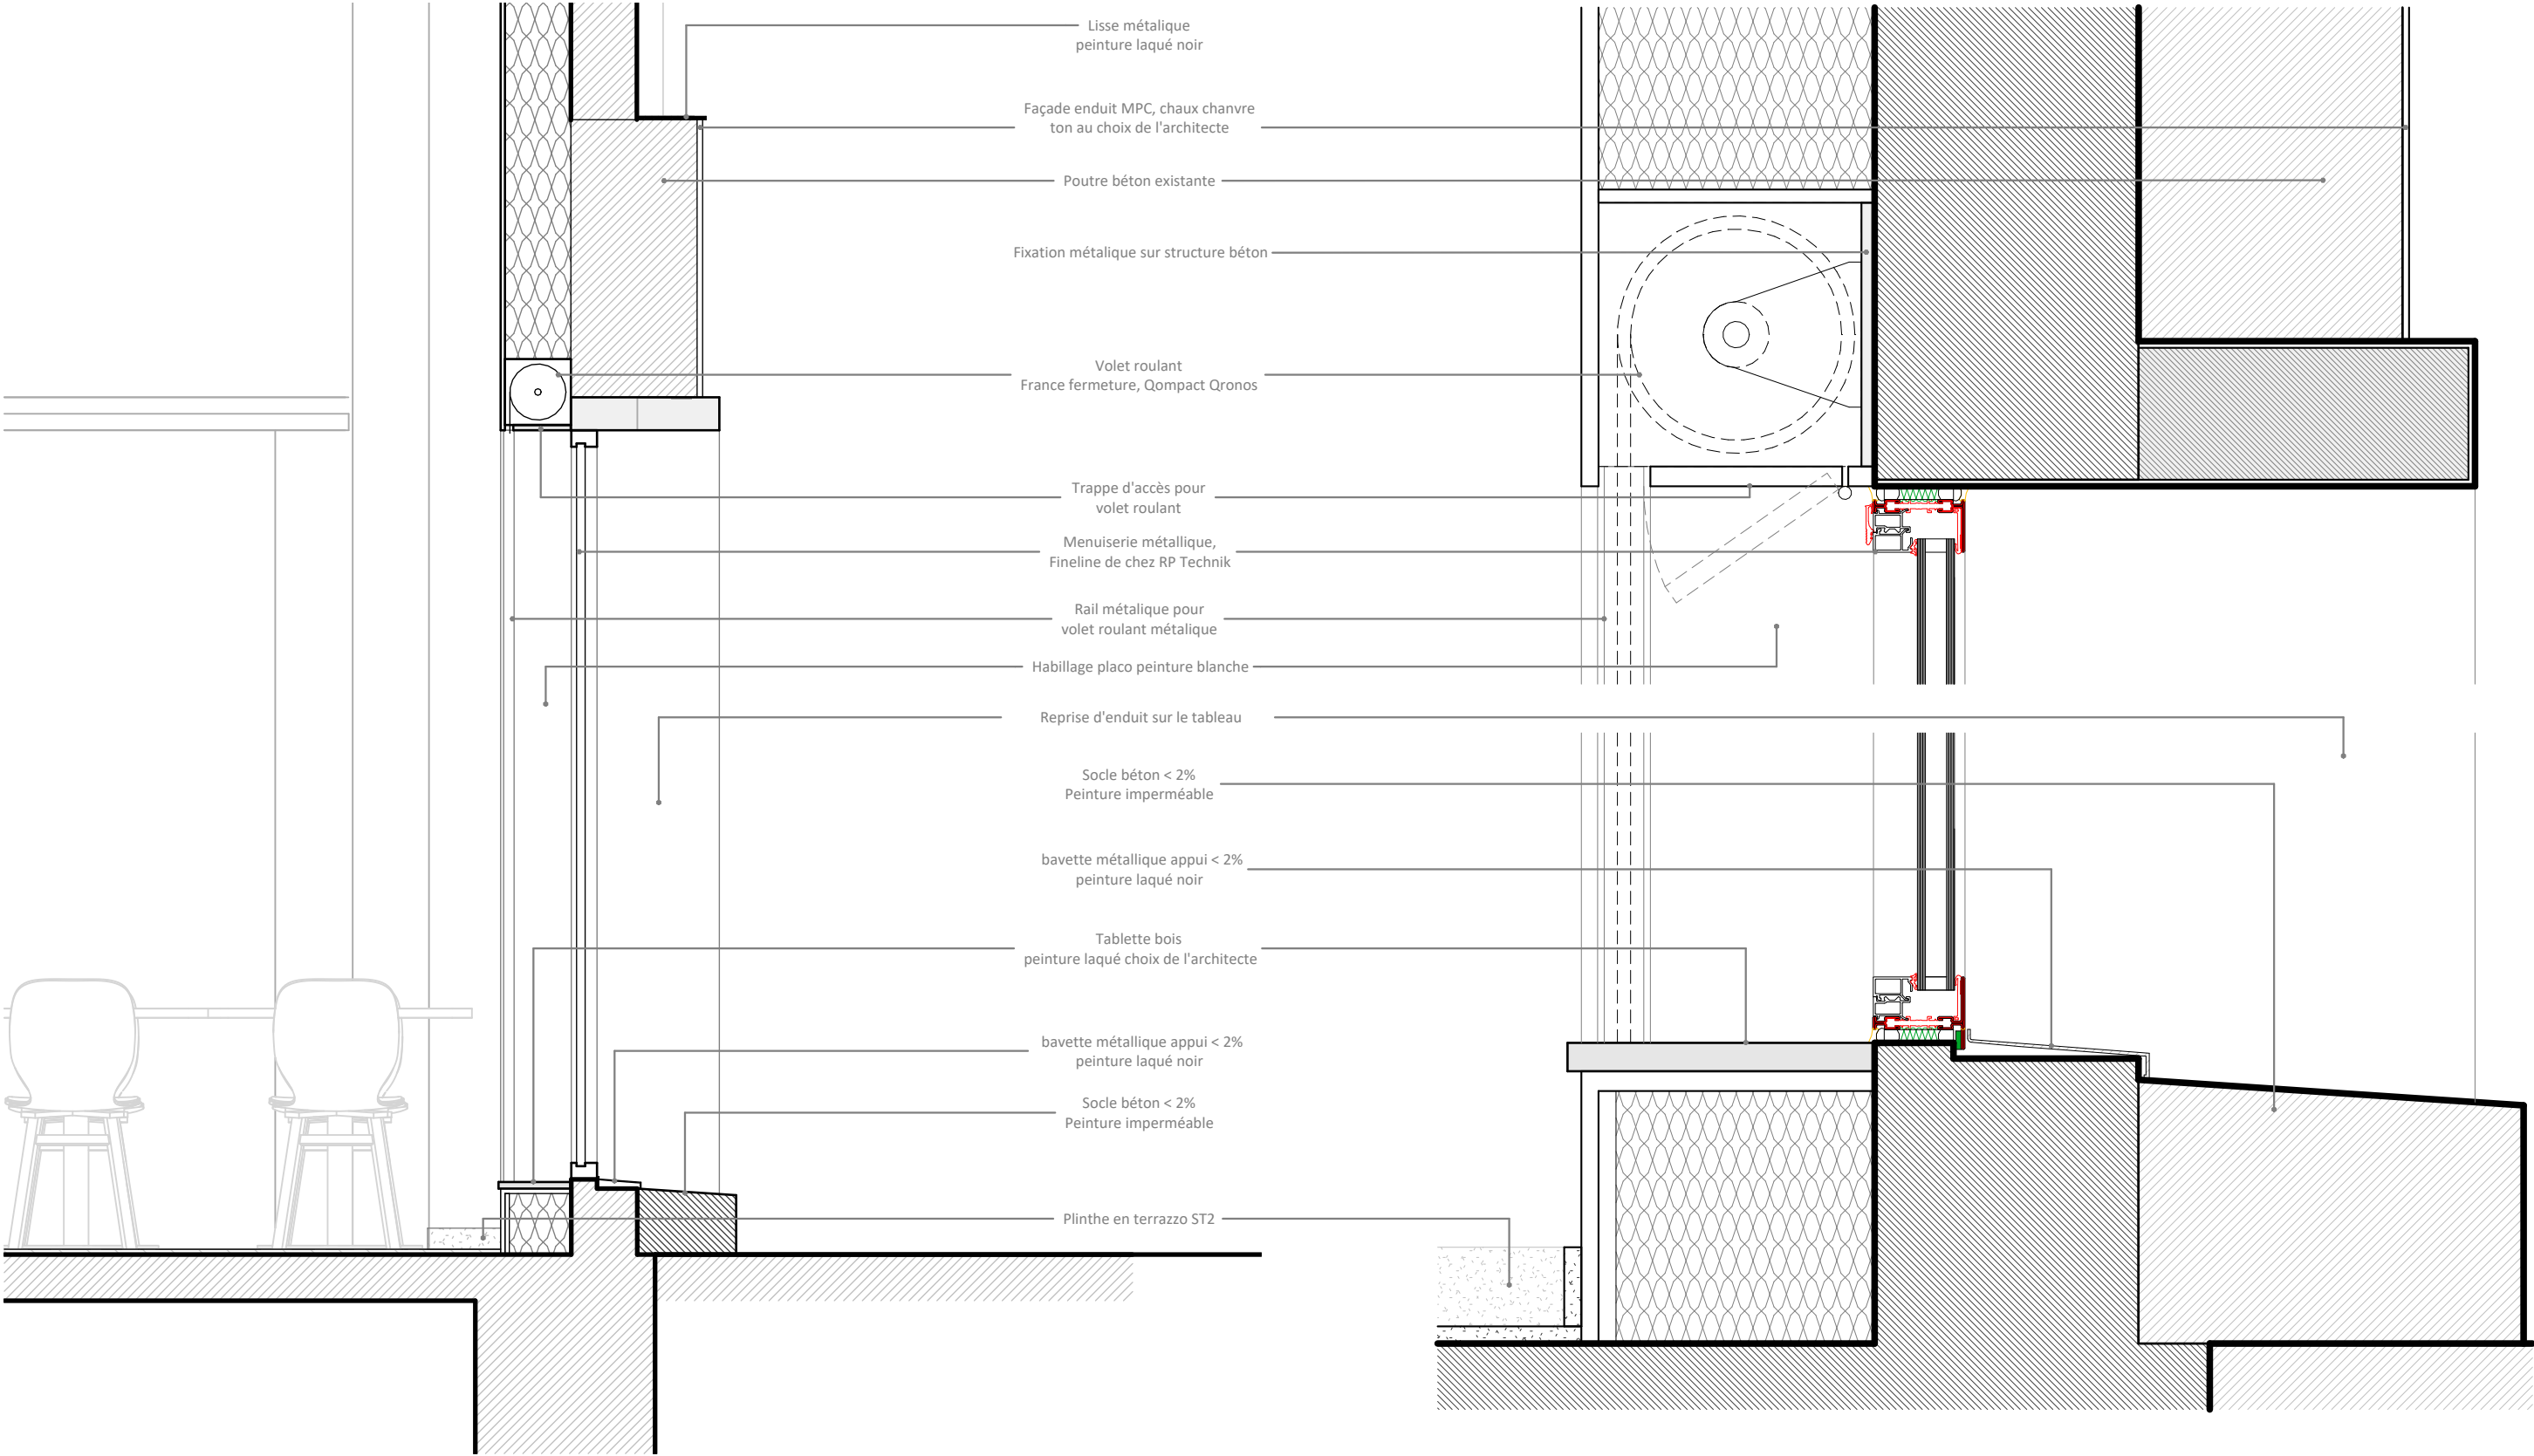 Lisse métalique
peinture laqué noir
Façade enduit MPC, chaux chanvre
ton au choix de l'architecte
Poutre béton existante
Fixation métalique sur structure béton
Volet roulant
France fermeture, Qompact Qronos
Trappe d'accès pour
volet roulant
Menuiserie métallique,
Fineline de chez RP Technik
Rail métalique pour
volet roulant métalique
Habillage placo peinture blanche
Reprise d'enduit sur le tableau
Socle béton < 2%
Peinture imperméable
bavette métallique appui < 2%
peinture laqué noir
Tablette bois
peinture laqué choix de l'architecte
bavette métallique appui < 2%
peinture laqué noir
Socle béton < 2%
Peinture imperméable
Plinthe en terrazzo ST2